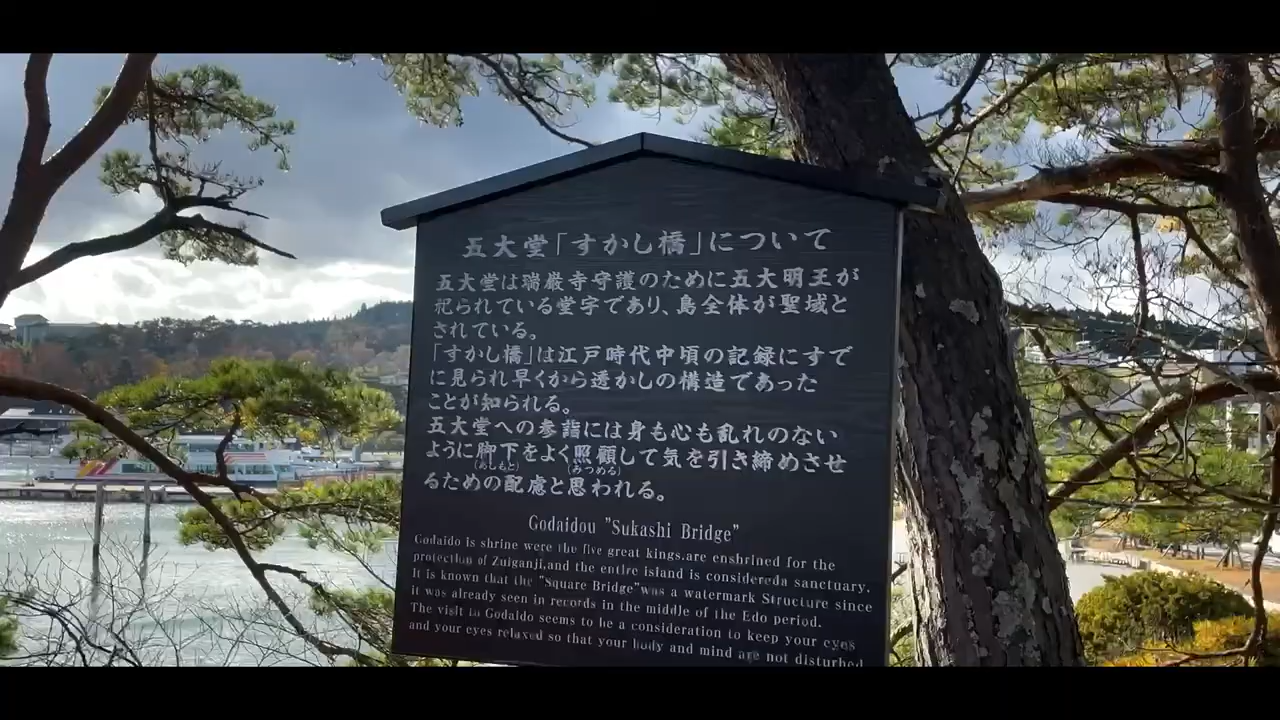 五大堂「すかし橋」について
五大堂は瑞厳寺守護のために五大明王が
祀られている堂宇であり、島全体が聖域と
されている。
「すかし橋」は江戸時代中頃の記録にすで
に見られ早くから透かしの構造であった
ことが知られる。
五大堂への参詣には身も心も乱れのない
ように脚下をよく照顧して気を引き締めさせ
(あしもと) (みつめる)
るための配慮と思われる。
Godaidou "Sukashi Bridge"
Godaido is shrine were the five great kings.are enshrined for the
protection of Zuiganji,and the entire island is considereda sanctuary.
It is known that the "Square Bridge"was a watermark Structure since
it was already seen in records in the middle of the Edo period.
The visit to Godaido seems to be a consideration to keep your eyes
and your eyes relaxed so that your body and mind are not disturbed